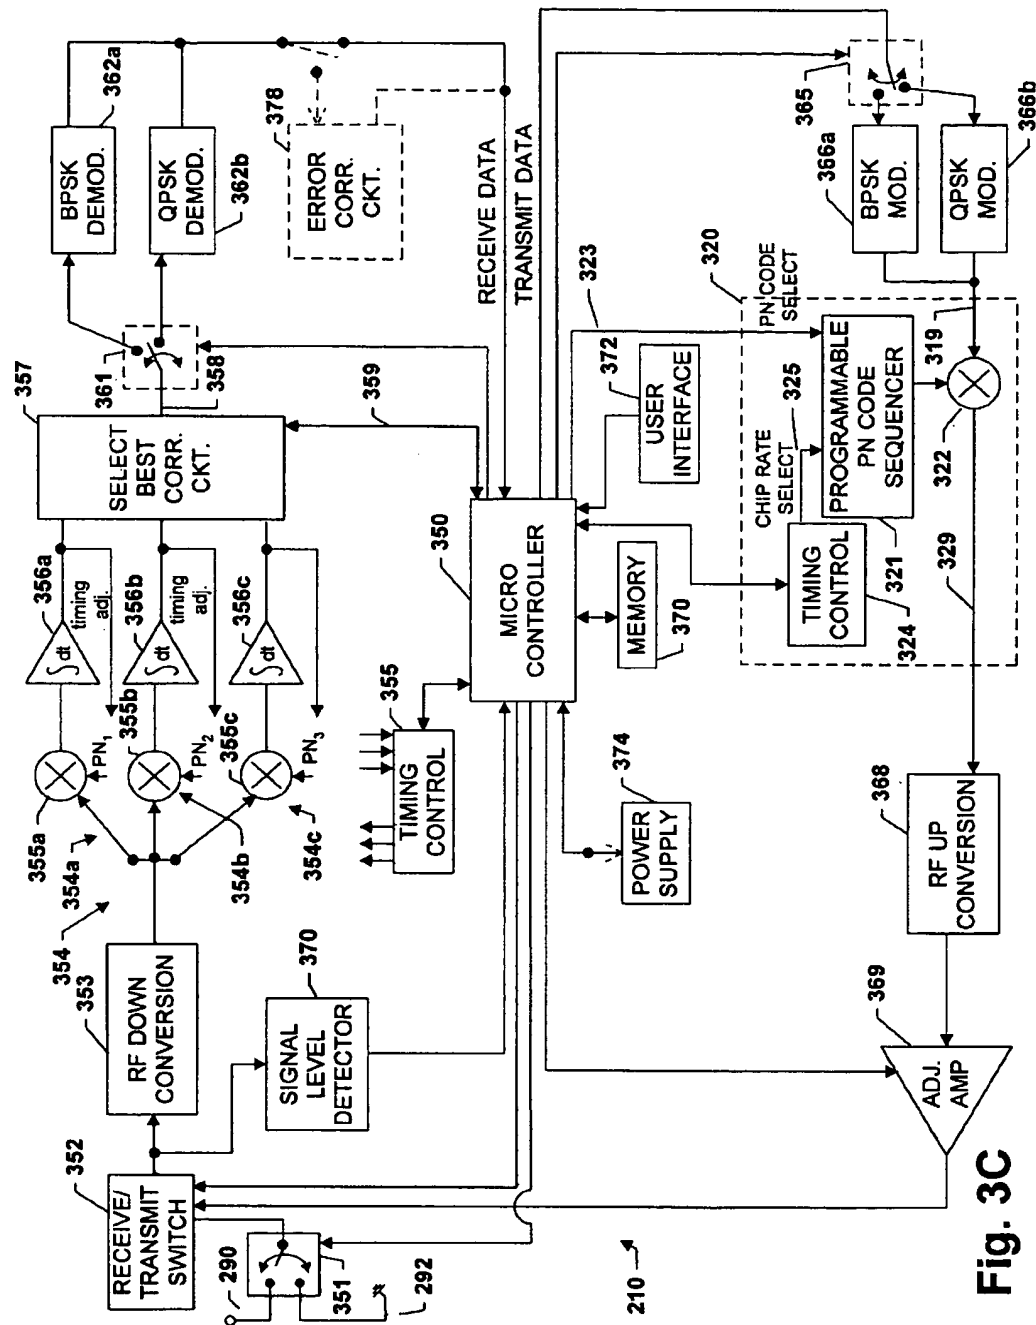 352
RECEIVE/
TRANSMIT
SWITCH
290
351
292
210
353
RF DOWN
CONVERSION
354
370
SIGNAL
LEVEL
DETECTOR
354a
355a
355b
355c
354b
354c
PN1
PN2
PN3
356a
∫dt
timing
adj.
356b
∫dt
timing
adj.
356c
∫dt
357
SELECT
BEST
CORR.
CKT.
361
358
359
BPSK
DEMOD.
362a
QPSK
DEMOD.
362b
378
ERROR
CORR.
CKT.
RECEIVE DATA
TRANSMIT DATA
355
TIMING
CONTROL
350
MICRO
CONTROLLER
374
POWER
SUPPLY
MEMORY
370
372
USER
INTERFACE
323
320
PN CODE
SELECT
325
CHIP RATE
SELECT
TIMING
CONTROL
324
PROGRAMMABLE
PN CODE
SEQUENCER
321
319
322
329
365
366a
BPSK
MOD.
QPSK
MOD.
366b
368
RF UP
CONVERSION
369
ADJ.
AMP
Fig. 3C